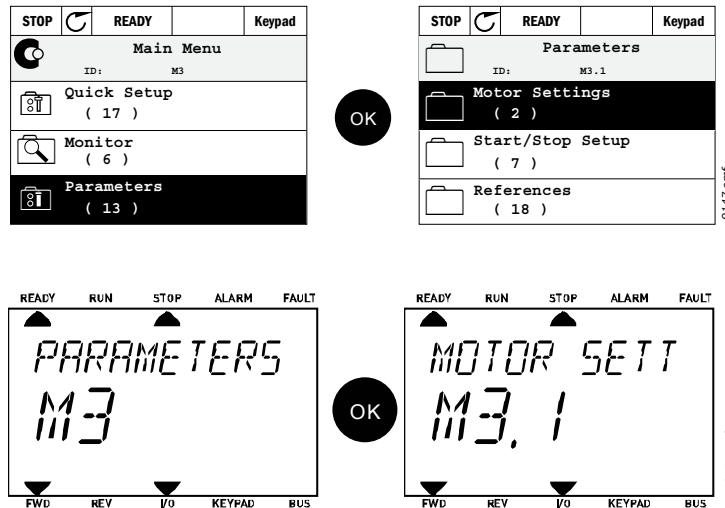 STOP READY Keypad
Main Menu
ID: M3
Quick Setup
( 17 )
Monitor
( 6 )
Parameters
( 13 )
OK
STOP READY Keypad
Parameters
ID: M3.1
Motor Settings
( 2 )
Start/Stop Setup
( 7 )
References
( 18 )
READY RUN STOP ALARM FAULT
PARAMETERS
M3
FWD REV I/O KEYPAD BUS
OK
READY RUN STOP ALARM FAULT
MOTOR SETT
M3.1
FWD REV I/O KEYPAD BUS